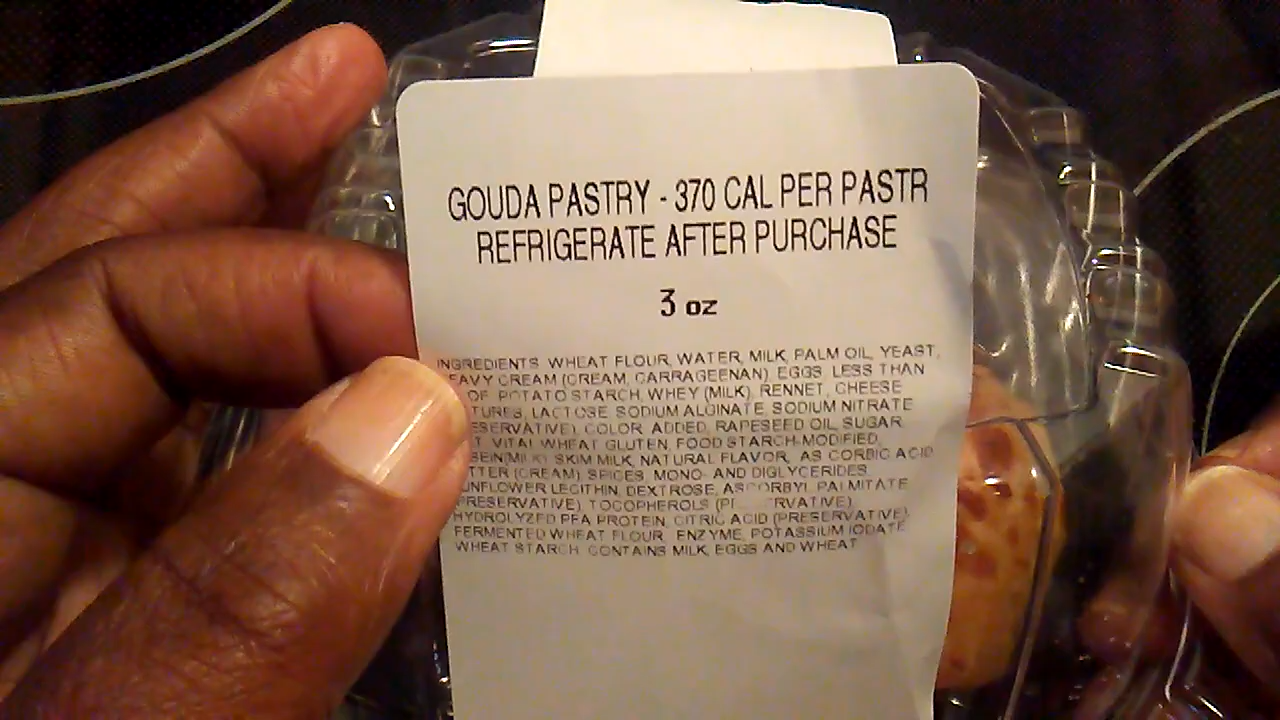 GOUDA PASTRY - 370 CAL PER PASTR
REFRIGERATE AFTER PURCHASE
3 oz
INGREDIENTS WHEAT FLOUR, WATER, MILK, PALM OIL, YEAST,
EAVY CREAM (CREAM, CARRAGEENAN), EGGS, LESS THAN
OF POTATO STARCH, WHEY (MILK), RENNET, CHEESE
TURES, LACTOSE, SODIUM ALGINATE, SODIUM NITRATE
ESERVATIVE), COLOR ADDED, RAPESEED OIL, SUGAR,
T, VITAL WHEAT GLUTEN, FOOD STARCH-MODIFIED,
SEIN(MILK) SKIM MILK, NATURAL FLAVOR, AS CORBIC ACID
TTER (CREAM) SPICES, MONO- AND DIGLYCERIDES,
UNFLOWER LECITHIN, DEXTROSE, ASCORBYL PALMITATE
PRESERVATIVE), TOCOPHEROLS (PRVATIVE)
HYDROLYZED PEA PROTEIN, CITRIC ACID (PRESERVATIVE)
FERMENTED WHEAT FLOUR, ENZYME, POTASSIUM IODATE
WHEAT STARCH. CONTAINS MILK, EGGS AND WHEAT